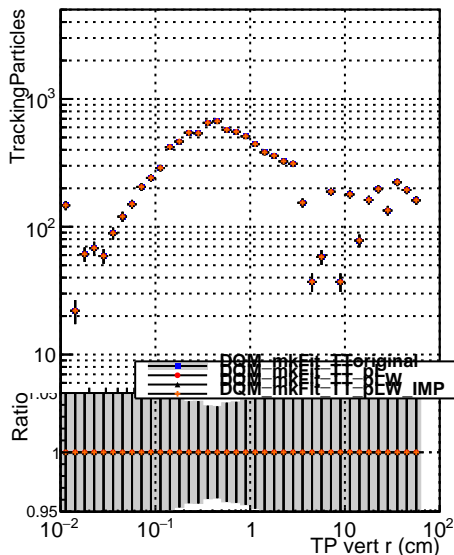 TrackingParticles
10³
10²
10
DQM_mkFit_TToriginal
DQM_mkFit_TT_pLW
DQM_mkFit_TT_pLW_IMP
Ratio
1.05
1
0.95
10⁻² 10⁻¹ 1 10 10²
TP vert r (cm)